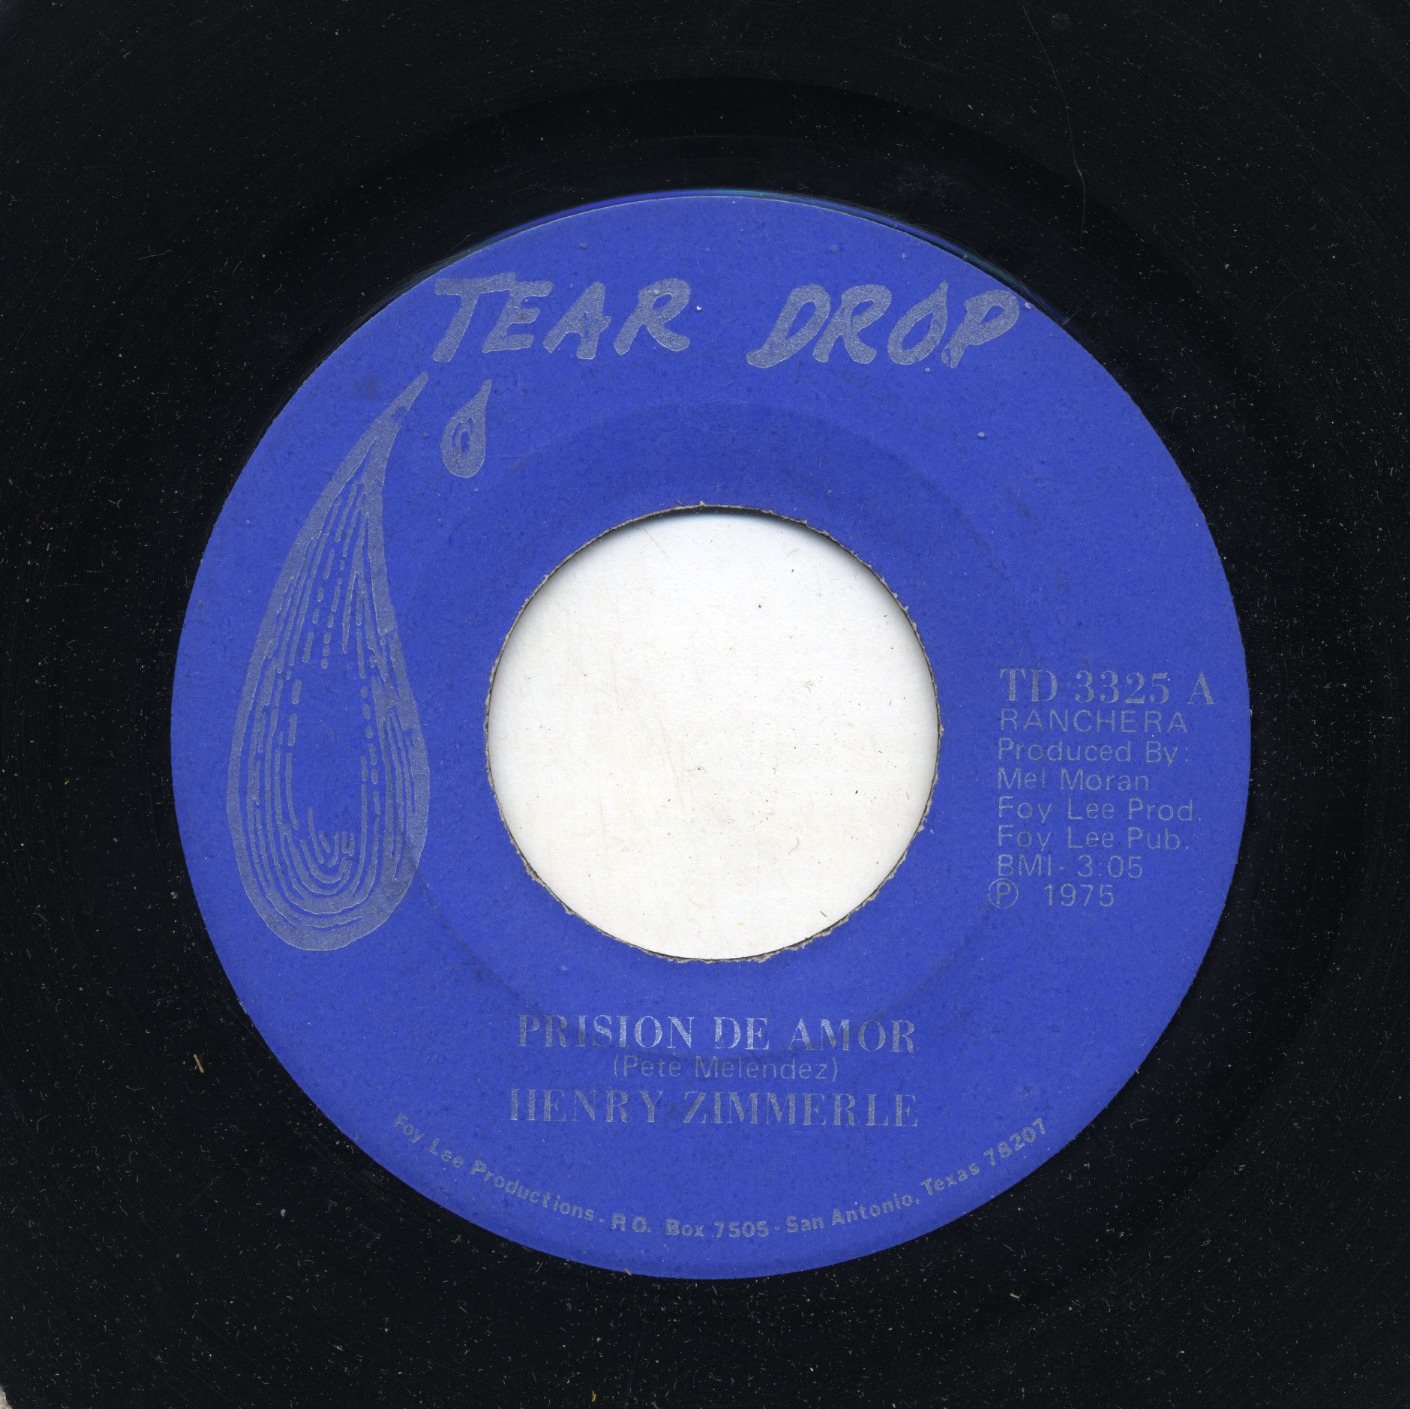 TEAR DROP
TD 3325 A
RANCHERA
Produced By:
Mel Moran
Foy Lee Prod.
Foy Lee Pub.
BMI - 3:05
Ⓟ 1975
PRISION DE AMOR
(Pete Melendez)
HENRY ZIMMERLE
Foy Lee Productions - P.O. Box 7505 - San Antonio, Texas 78207